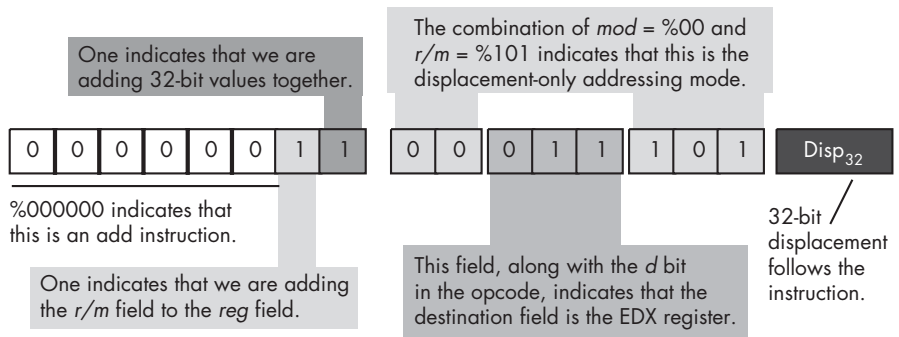 One indicates that we are
adding 32-bit values together.
The combination of mod = %00 and
r/m = %101 indicates that this is the
displacement-only addressing mode.
0 0 0 0 0 0 1 1 0 0 0 1 1 1 0 1 Disp32
%000000 indicates that
this is an add instruction.
One indicates that we are adding
the r/m field to the reg field.
This field, along with the d bit
in the opcode, indicates that the
destination field is the EDX register.
32-bit
displacement
follows the
instruction.